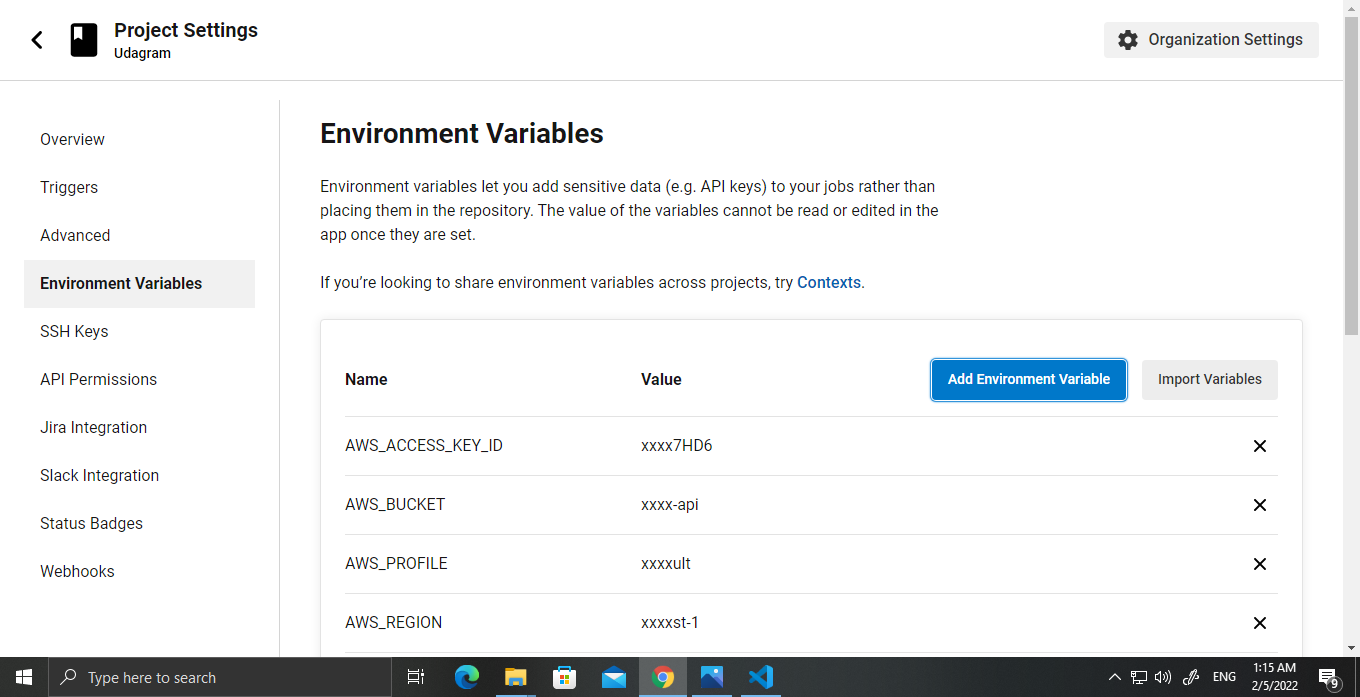 Project Settings
Udagram
Organization Settings
Overview
Triggers
Advanced
Environment Variables
SSH Keys
API Permissions
Jira Integration
Slack Integration
Status Badges
Webhooks
Environment Variables
Environment variables let you add sensitive data (e.g. API keys) to your jobs rather than
placing them in the repository. The value of the variables cannot be read or edited in the
app once they are set.
If you’re looking to share environment variables across projects, try Contexts.
Name Value Add Environment Variable Import Variables
AWS_ACCESS_KEY_ID xxxx7HD6
AWS_BUCKET xxxx-api
AWS_PROFILE xxxxult
AWS_REGION xxxxst-1
Type here to search
ENG
1:15 AM
2/5/2022
9